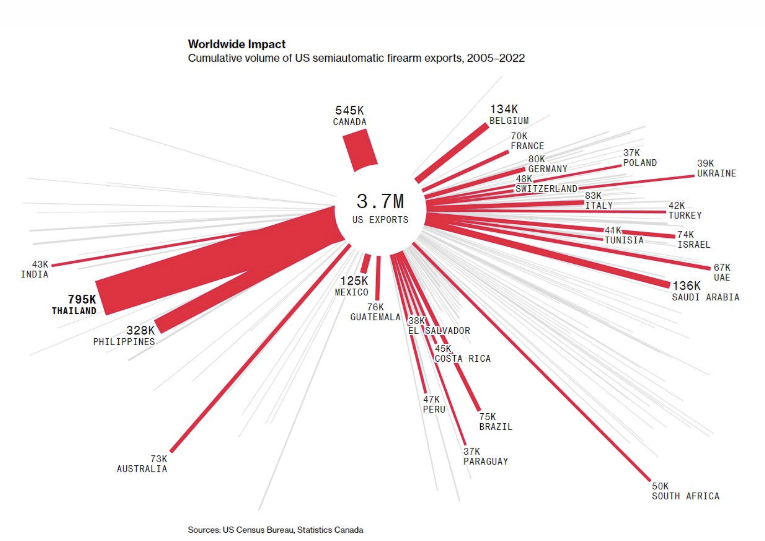 Worldwide Impact
Cumulative volume of US semiautomatic firearm exports, 2005–2022
545K
CANADA
134K
BELGIUM
70K
FRANCE
80K
GERMANY
37K
POLAND
39K
UKRAINE
48K
SWITZERLAND
83K
ITALY
42K
TURKEY
3.7M
US EXPORTS
44K
TUNISIA
74K
ISRAEL
67K
UAE
136K
SAUDI ARABIA
43K
INDIA
795K
THAILAND
328K
PHILIPPINES
125K
MEXICO
76K
GUATEMALA
38K
EL SALVADOR
45K
COSTA RICA
47K
PERU
75K
BRAZIL
37K
PARAGUAY
73K
AUSTRALIA
50K
SOUTH AFRICA
Sources: US Census Bureau, Statistics Canada